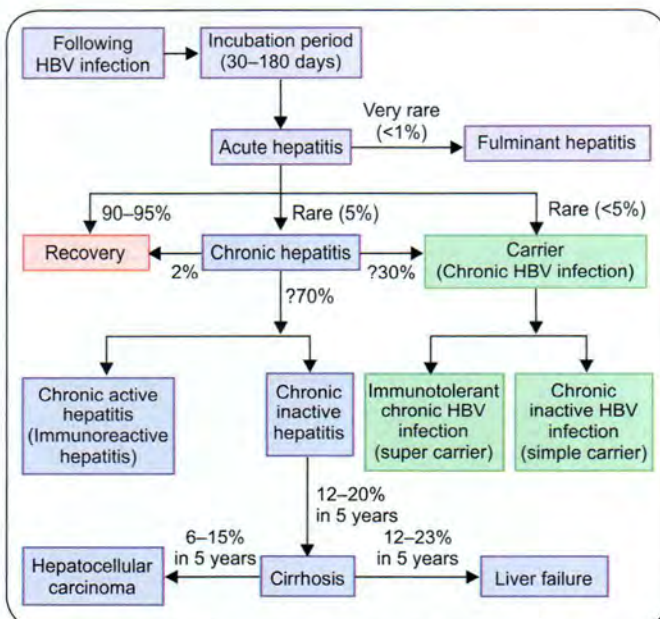 Following
HBV infection
Incubation period
(30–180 days)
Very rare
(<1%)
Acute hepatitis
Fulminant hepatitis
90–95%
Rare (5%)
Rare (<5%)
Recovery
2%
Chronic hepatitis
?30%
Carrier
(Chronic HBV infection)
?70%
Chronic active
hepatitis
(Immunoreactive
hepatitis)
Chronic
inactive
hepatitis
Immunotolerant
chronic HBV
infection
(super carrier)
Chronic
inactive HBV
infection
(simple carrier)
12–20%
in 5 years
6–15%
in 5 years
12–23%
in 5 years
Hepatocellular
carcinoma
Cirrhosis
Liver failure